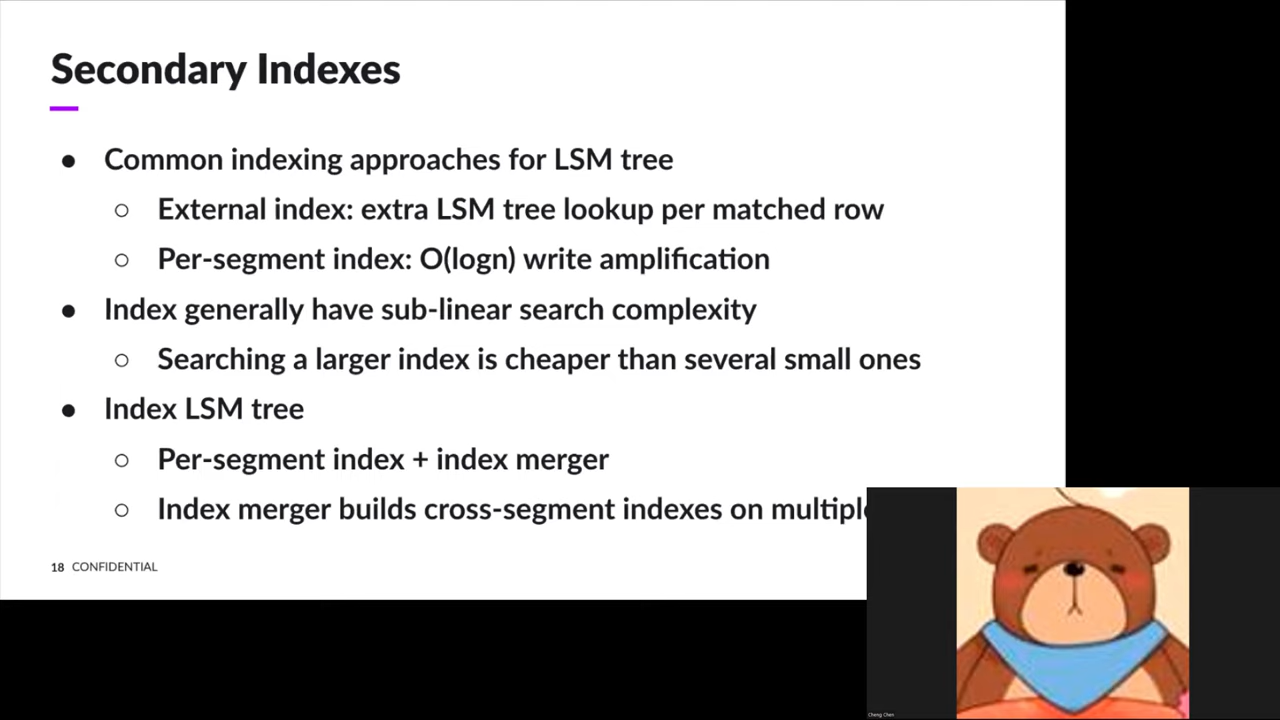 Secondary Indexes
● Common indexing approaches for LSM tree
○ External index: extra LSM tree lookup per matched row
○ Per-segment index: O(logn) write amplification
● Index generally have sub-linear search complexity
○ Searching a larger index is cheaper than several small ones
● Index LSM tree
○ Per-segment index + index merger
○ Index merger builds cross-segment indexes on
18 CONFIDENTIAL
Cheng Chen